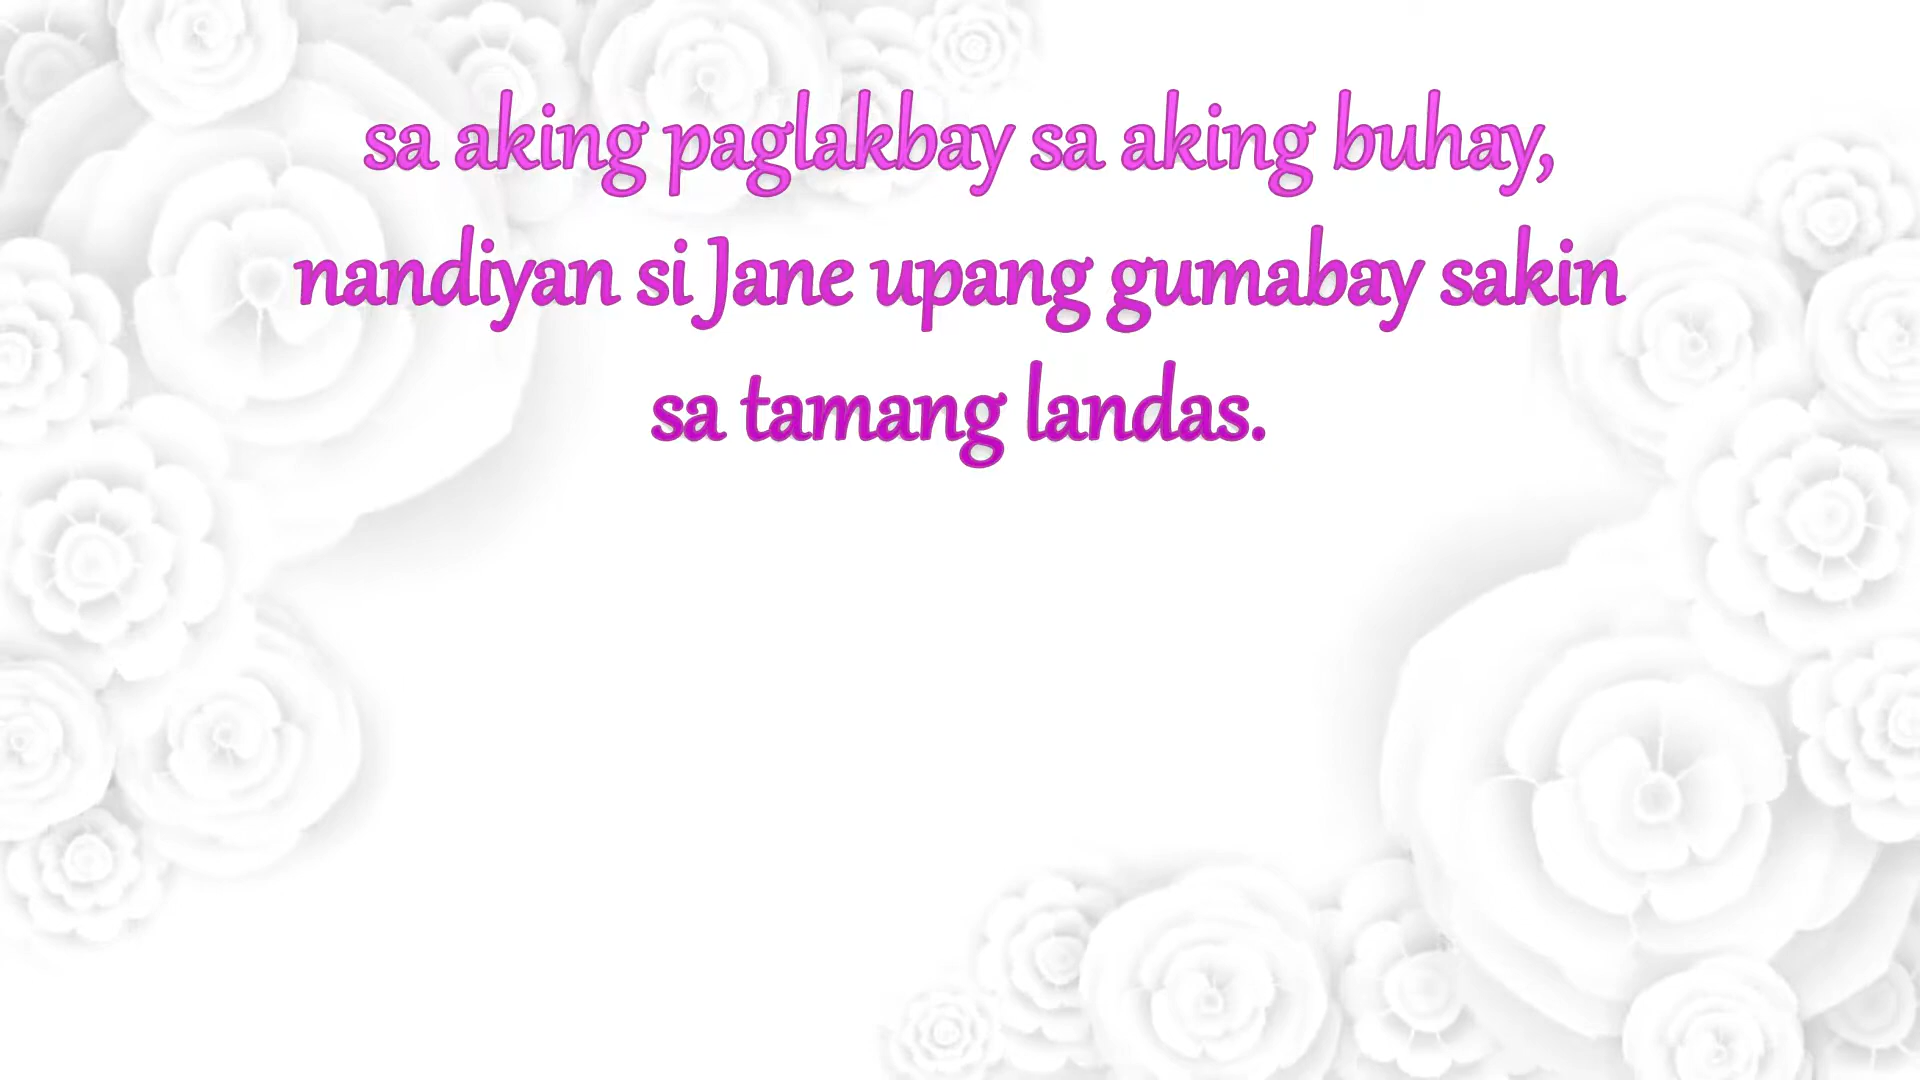 sa aking paglakbay sa aking buhay,
nandiyan si Jane upang gumabay sakin
sa tamang landas.